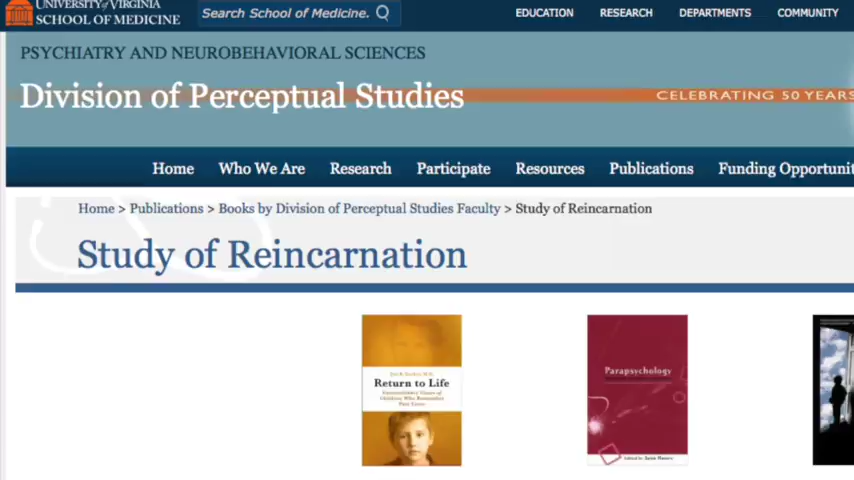 UNIVERSITY of VIRGINIA
SCHOOL OF MEDICINE
Search School of Medicine.
EDUCATION RESEARCH DEPARTMENTS COMMUNITY
PSYCHIATRY AND NEUROBEHAVIORAL SCIENCES
Division of Perceptual Studies
CELEBRATING 50 YEARS
Home Who We Are Research Participate Resources Publications Funding Opportunit
Home > Publications > Books by Division of Perceptual Studies Faculty > Study of Reincarnation
Study of Reincarnation
Return to Life
Parapsychology